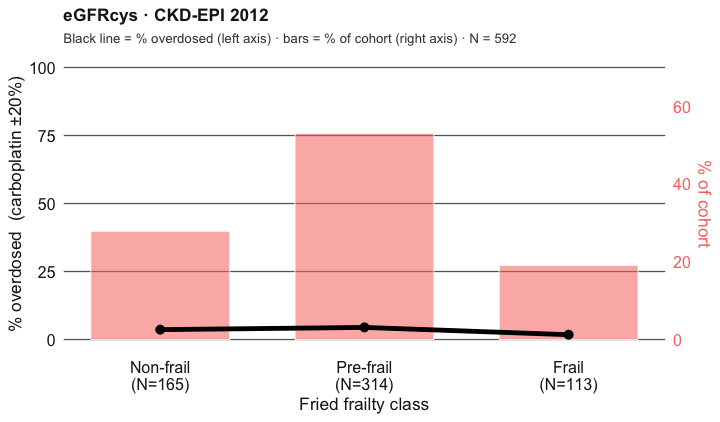 eGFRcys · CKD-EPI 2012
Black line = % overdosed (left axis) · bars = % of cohort (right axis) · N = 592
% overdosed  (carboplatin ±20%)
100
75
50
25
0
60
40
20
0
% of cohort
Non-frail
(N=165)
Pre-frail
(N=314)
Frail
(N=113)
Fried frailty class